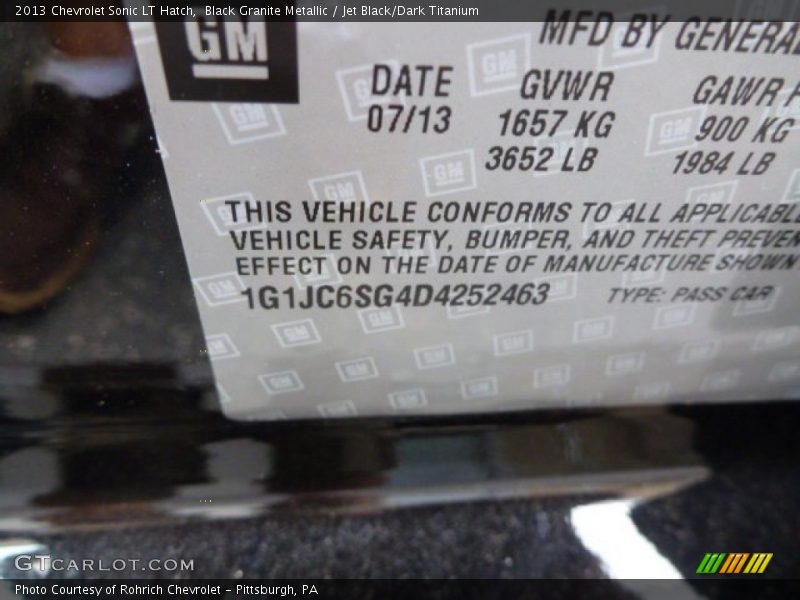 2013 Chevrolet Sonic LT Hatch, Black Granite Metallic / Jet Black/Dark Titanium
GM
MFD BY GENERAL
DATE GVWR GAWR
07/13 1657 KG 900 KG
3652 LB 1984 LB
THIS VEHICLE CONFORMS TO ALL APPLICABLE
VEHICLE SAFETY, BUMPER, AND THEFT PREVEN
EFFECT ON THE DATE OF MANUFACTURE SHOWN
1G1JC6SG4D4252463 TYPE: PASS CAR
GTCARLOT.COM
Photo Courtesy of Rohrich Chevrolet - Pittsburgh, PA